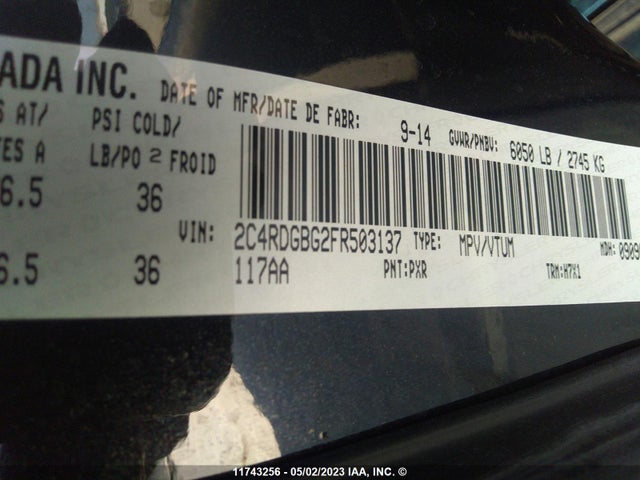 ADA INC. DATE OF MFR/DATE DE FABR: 9-14 GVWR/PNBV: 6050 LB / 2745 KG
AT/ PSI COLD/
A LB/PO 2 FROID
6.5 36
VIN: 2C4RDGBG2FR503137 TYPE: MPV/VTUM MDH: 0909
6.5 36 117AA PNT:PXR TRM:H7X1
11743256 - 05/02/2023 IAA, INC. ©